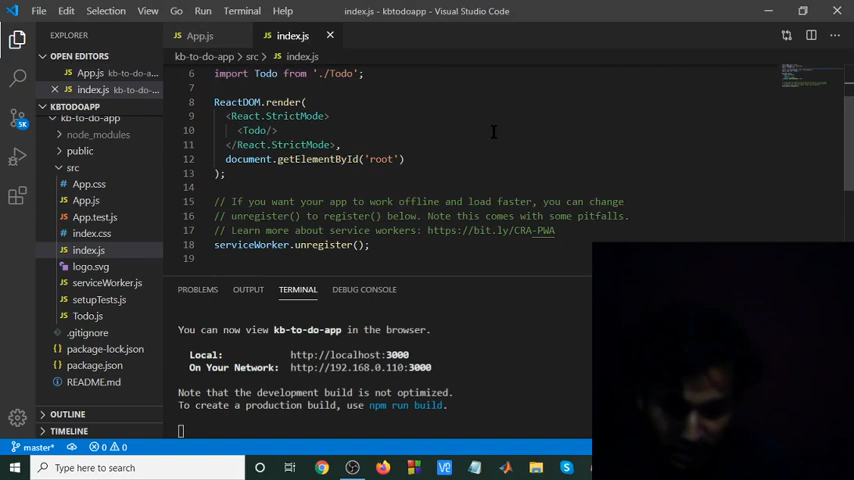 File Edit Selection View Go Run Terminal Help index.js - kbtodoapp - Visual Studio Code
EXPLORER
OPEN EDITORS
App.js kb-to-do-a...
index.js kb-to-do-...
KBTODOAPP
kb-to-do-app
node_modules
public
src
App.css
App.js
App.test.js
index.css
index.js
logo.svg
serviceWorker.js
setupTests.js
Todo.js
.gitignore
package-lock.json
package.json
README.md
OUTLINE
TIMELINE
5K
App.js index.js
kb-to-do-app > src > index.js
6 import Todo from './Todo';
7
8 ReactDOM.render(
9 <React.StrictMode>
10 <Todo/>
11 </React.StrictMode>,
12 document.getElementById('root')
13 );
14
15 // If you want your app to work offline and load faster, you can change
16 // unregister() to register() below. Note this comes with some pitfalls.
17 // Learn more about service workers: https://bit.ly/CRA-PWA
18 serviceWorker.unregister();
19
PROBLEMS OUTPUT TERMINAL DEBUG CONSOLE
You can now view kb-to-do-app in the browser.
Local: http://localhost:3000
On Your Network: http://192.168.0.110:3000
Note that the development build is not optimized.
To create a production build, use npm run build.
master* 0 0
Type here to search